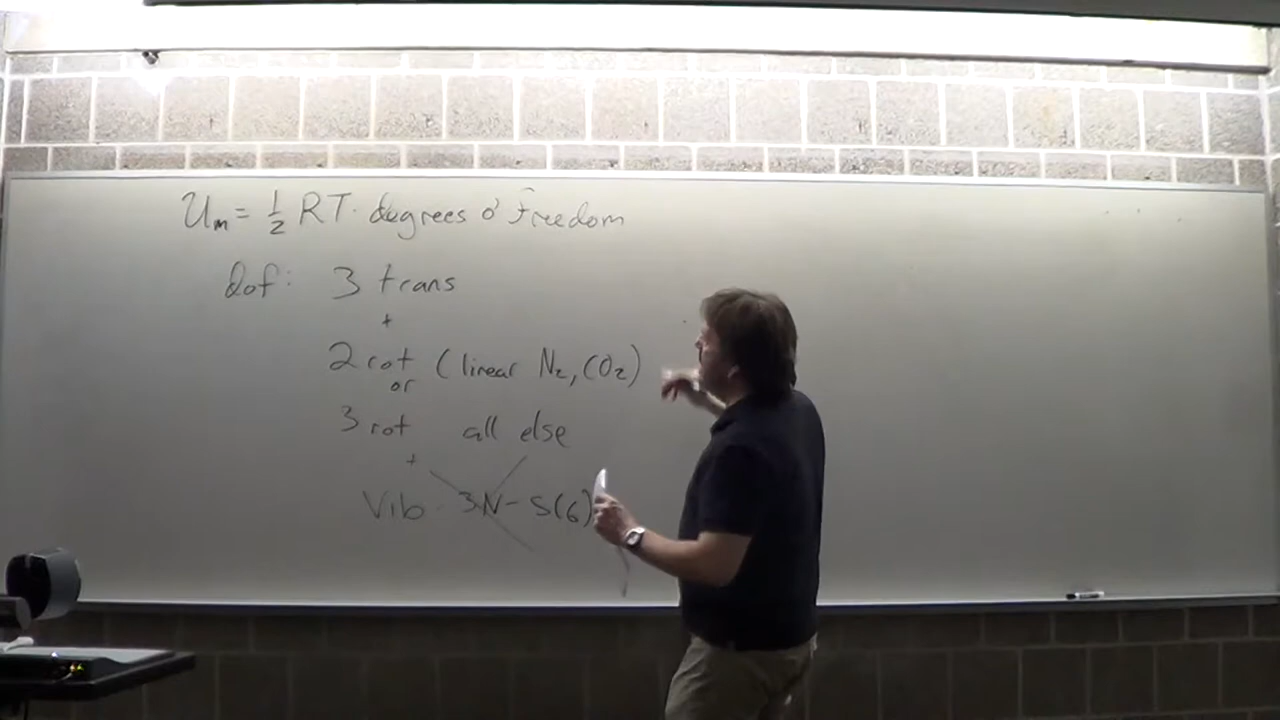 Um = 1/2 RT · degrees o' freedom
dof: 3 trans
+
2 rot (linear N2, CO2)
or
3 rot all else
+
Vib 3N-5(6)